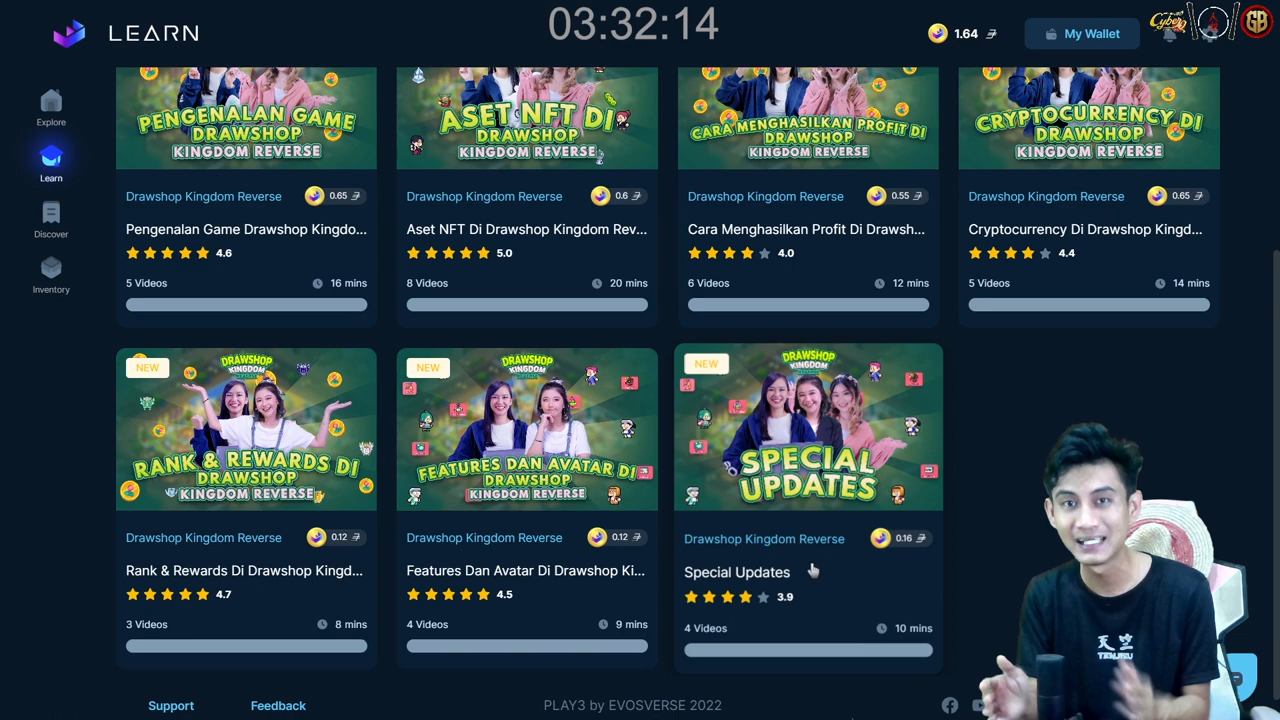 LEARN
03:32:14
1.64
My Wallet
Cyber
GB
Explore
Learn
Discover
Inventory
PENGENALAN GAME
DRAWSHOP
KINGDOM REVERSE
ASET NFT DI
DRAWSHOP
KINGDOM REVERSE
CARA MENGHASILKAN PROFIT DI
DRAWSHOP
KINGDOM REVERSE
CRYPTOCURRENCY DI
DRAWSHOP
KINGDOM REVERSE
Drawshop Kingdom Reverse
0.65
Pengenalan Game Drawshop Kingdo...
4.6
5 Videos
16 mins
Drawshop Kingdom Reverse
0.6
Aset NFT Di Drawshop Kingdom Rev...
5.0
8 Videos
20 mins
Drawshop Kingdom Reverse
0.55
Cara Menghasilkan Profit Di Drawsh...
4.0
6 Videos
12 mins
Drawshop Kingdom Reverse
0.65
Cryptocurrency Di Drawshop Kingd...
4.4
5 Videos
14 mins
NEW
DRAWSHOP
KINGDOM
RANK & REWARDS DI
DRAWSHOP
KINGDOM REVERSE
Drawshop Kingdom Reverse
0.12
Rank & Rewards Di Drawshop Kingd...
4.7
3 Videos
8 mins
NEW
DRAWSHOP
KINGDOM
FEATURES DAN AVATAR DI
DRAWSHOP
KINGDOM REVERSE
Drawshop Kingdom Reverse
0.12
Features Dan Avatar Di Drawshop Ki...
4.5
4 Videos
9 mins
NEW
DRAWSHOP
KINGDOM
SPECIAL
UPDATES
Drawshop Kingdom Reverse
0.16
Special Updates
3.9
4 Videos
10 mins
天空
TENJIKU
Support
Feedback
PLAY3 by EVOSVERSE 2022